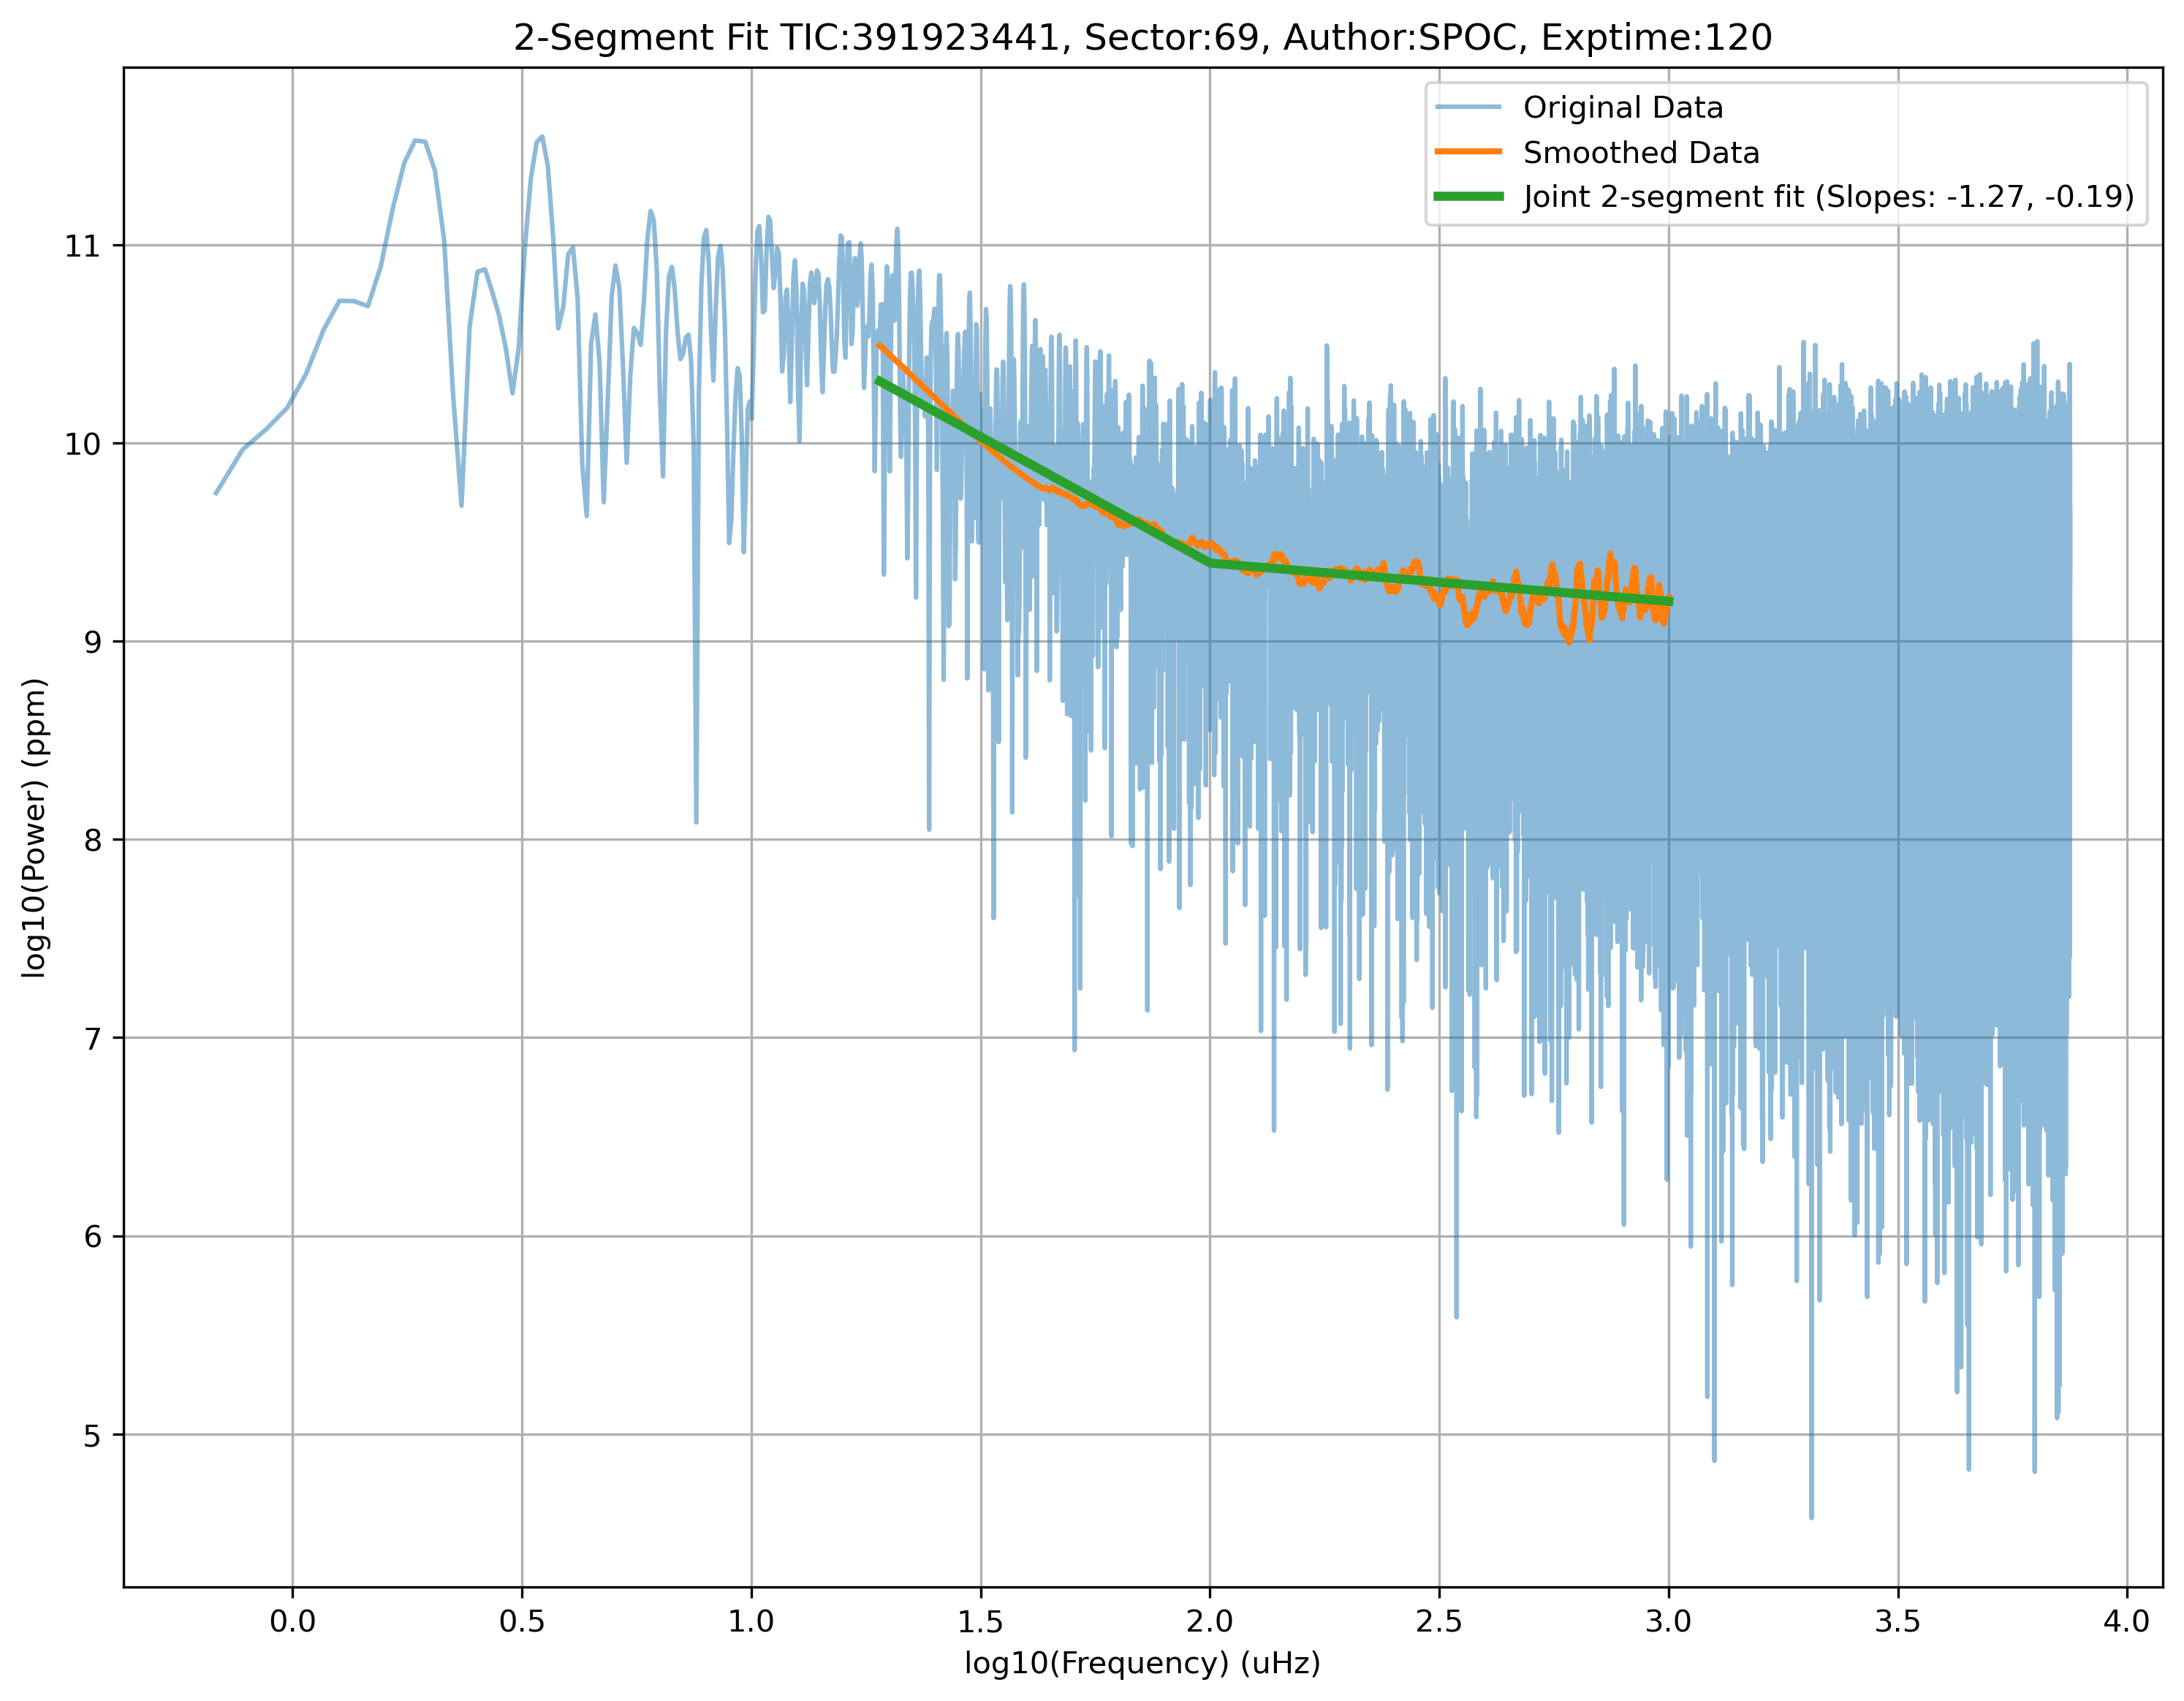 2-Segment Fit TIC:391923441, Sector:69, Author:SPOC, Exptime:120
Original Data
Smoothed Data
Joint 2-segment fit (Slopes: -1.27, -0.19)
log10(Power) (ppm)
11
10
9
8
7
6
5
0.0 0.5 1.0 1.5 2.0 2.5 3.0 3.5 4.0
log10(Frequency) (uHz)